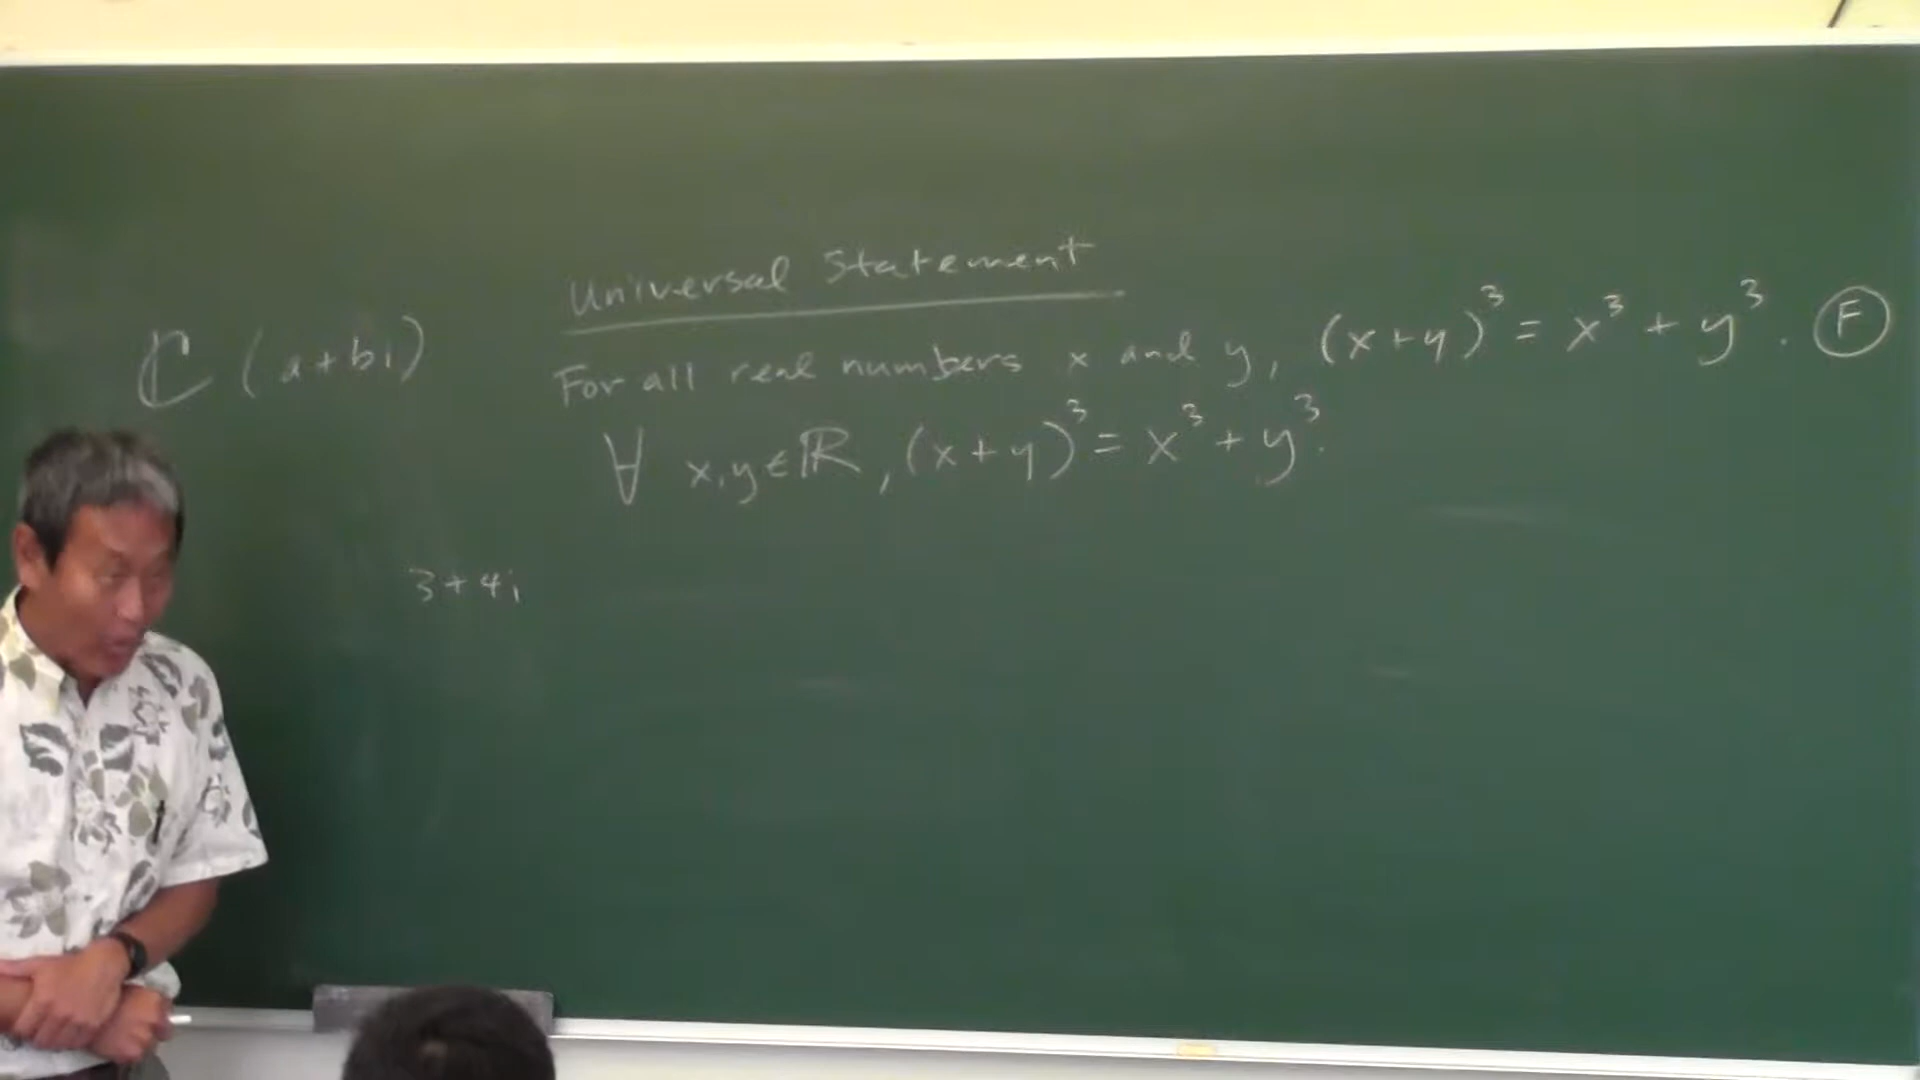 Universal Statement
ℂ (a+bi)
For all real numbers x and y, (x+y)³ = x³ + y³. Ⓕ
∀ x,y∈ℝ, (x+y)³ = x³ + y³.
3+4i